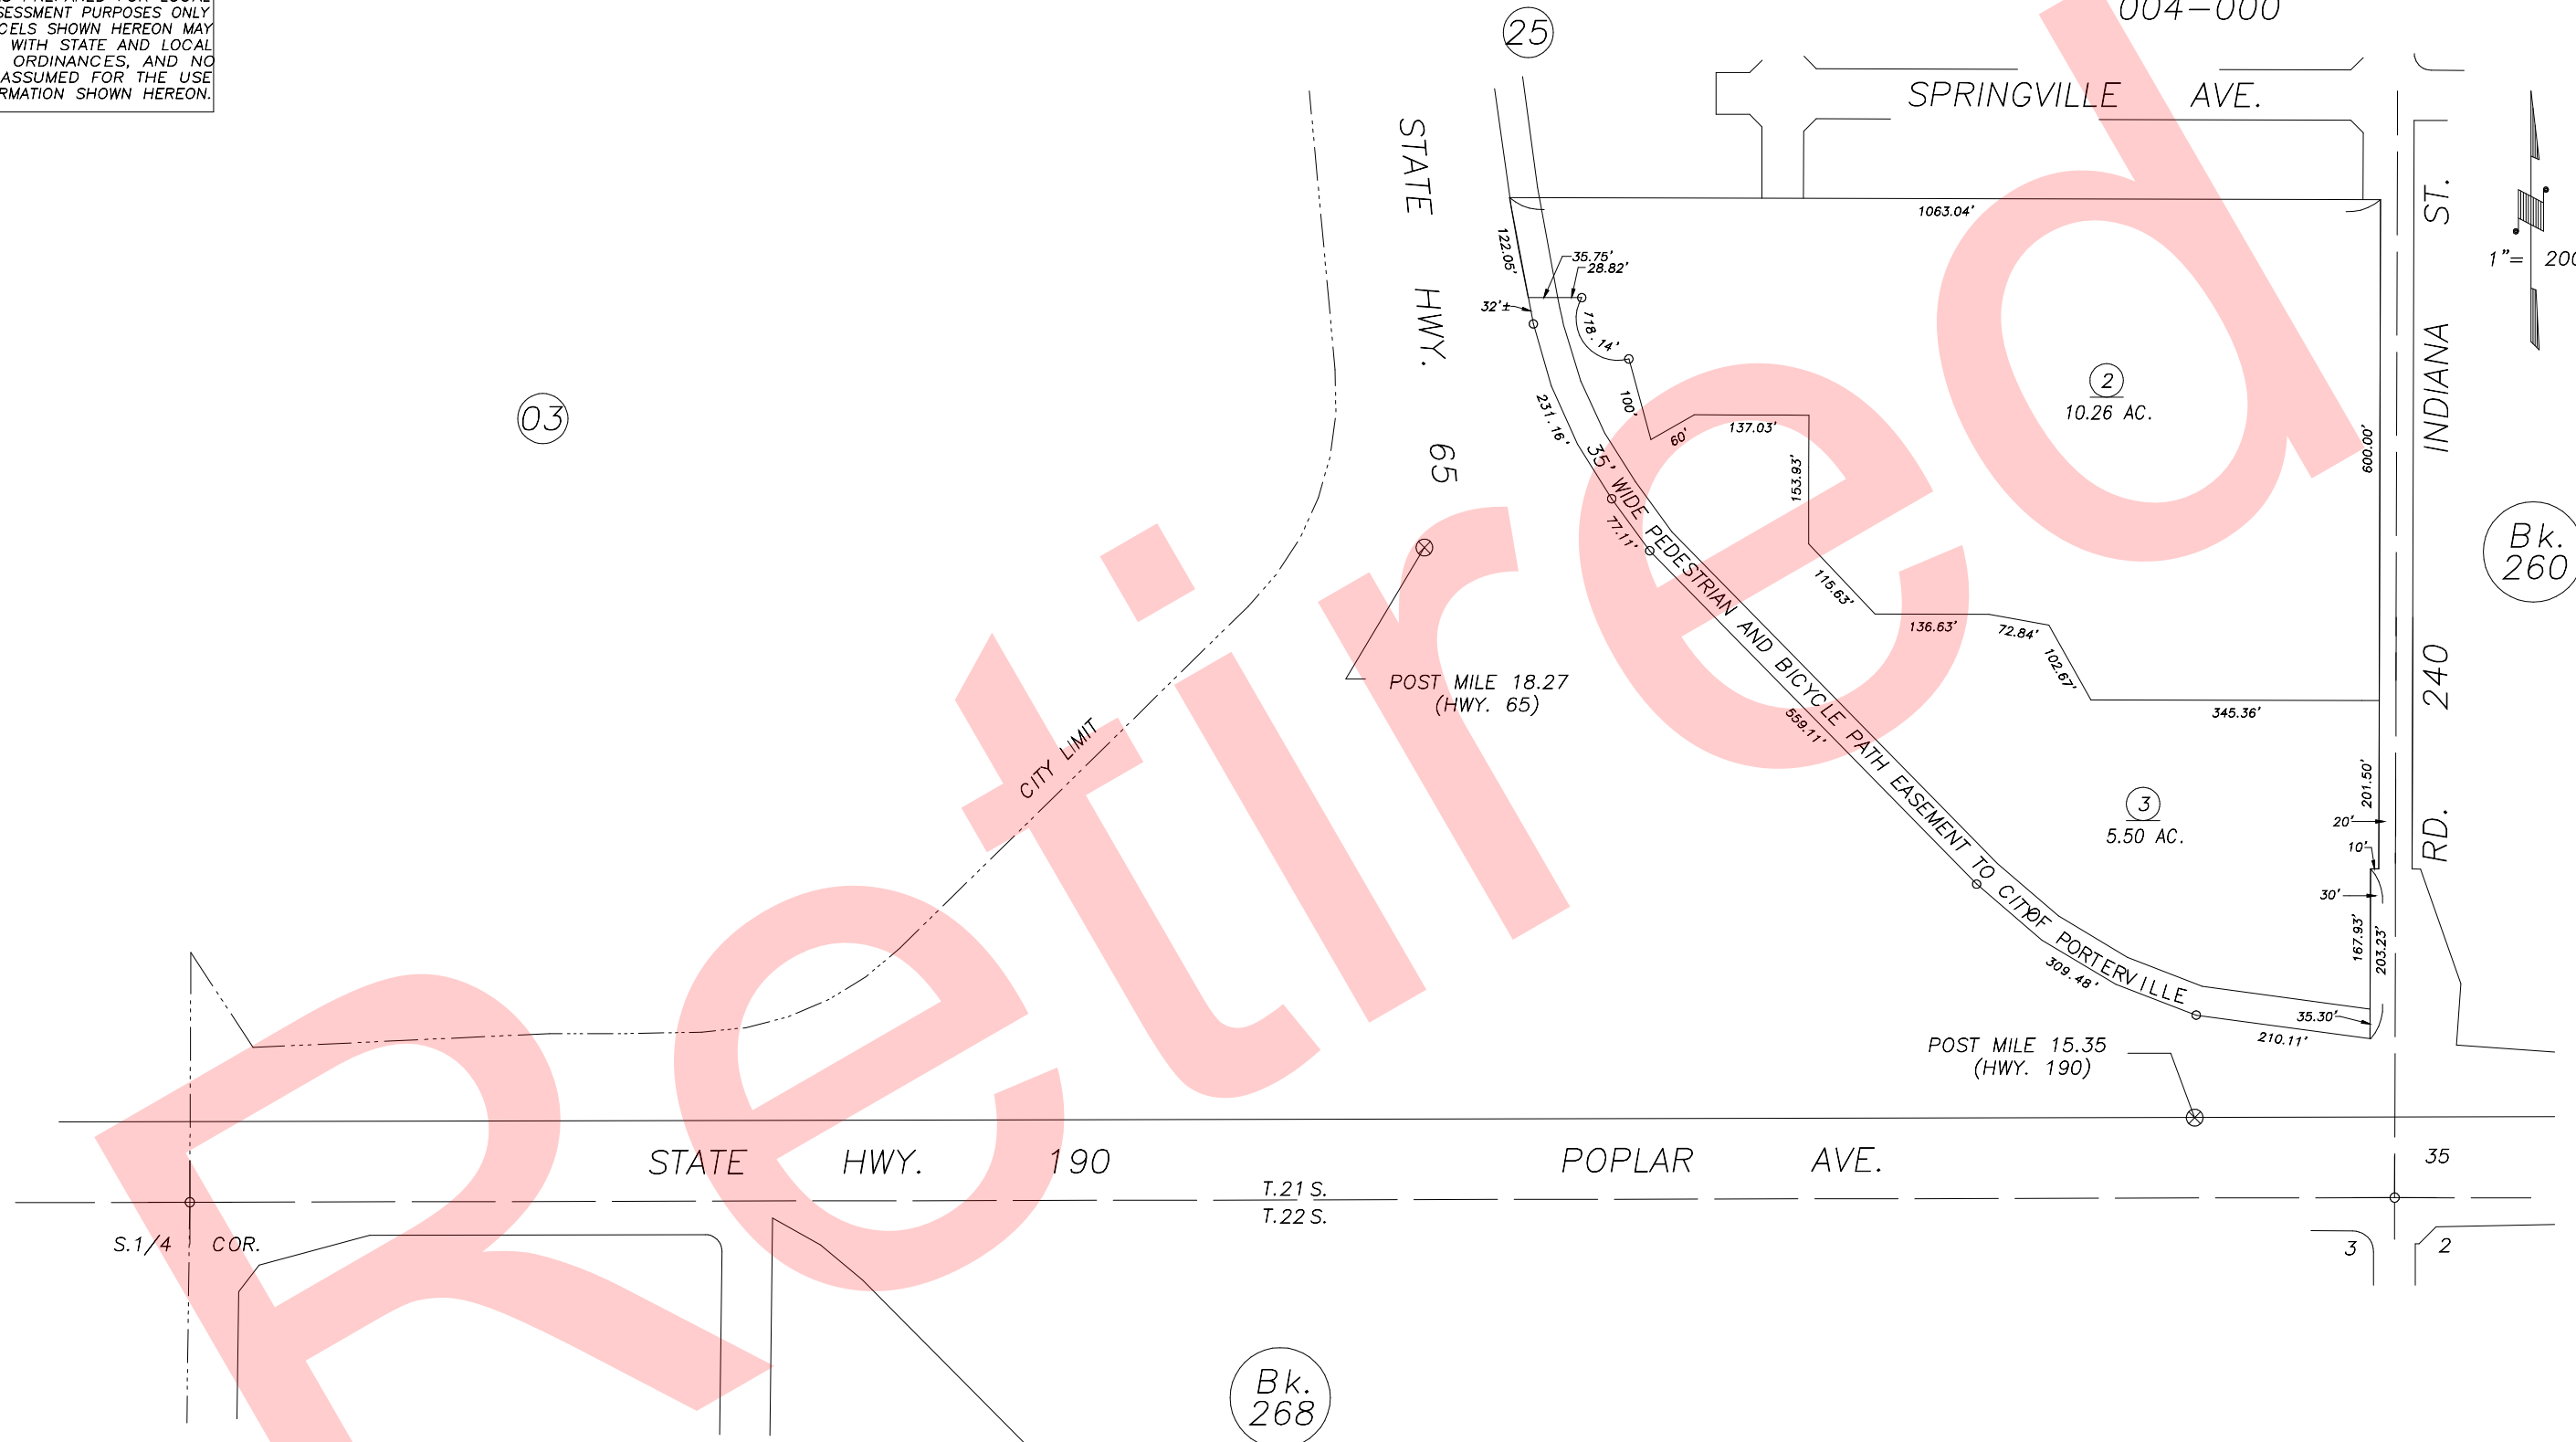 SESSMENT PURPOSES ONLY
CELS SHOWN HEREON MAY
WITH STATE AND LOCAL
ORDINANCES, AND NO
ASSUMED FOR THE USE
RMATION SHOWN HEREON.
004-000
25
SPRINGVILLE AVE.
STATE HWY. 65
1063.04'
122.05'
35.75'
28.82'
32'±
118.14'
100'
60'
137.03'
153.93'
231.16'
77.11'
115.63'
136.63'
72.84'
102.67'
345.36'
559.11'
35' WIDE PEDESTRIAN AND BICYCLE PATH EASEMENT TO CITY OF PORTERVILLE
2
10.26 AC.
600.00'
INDIANA ST.
RD. 240
1"= 200
03
Bk.
260
POST MILE 18.27
(HWY. 65)
CITY LIMIT
3
5.50 AC.
201.50'
20'
10'
30'
167.93'
203.23'
309.48'
35.30'
210.11'
POST MILE 15.35
(HWY. 190)
STATE HWY. 190
POPLAR AVE.
35
T.21 S.
T.22 S.
S.1/4 COR.
3
2
Bk.
268
Retired